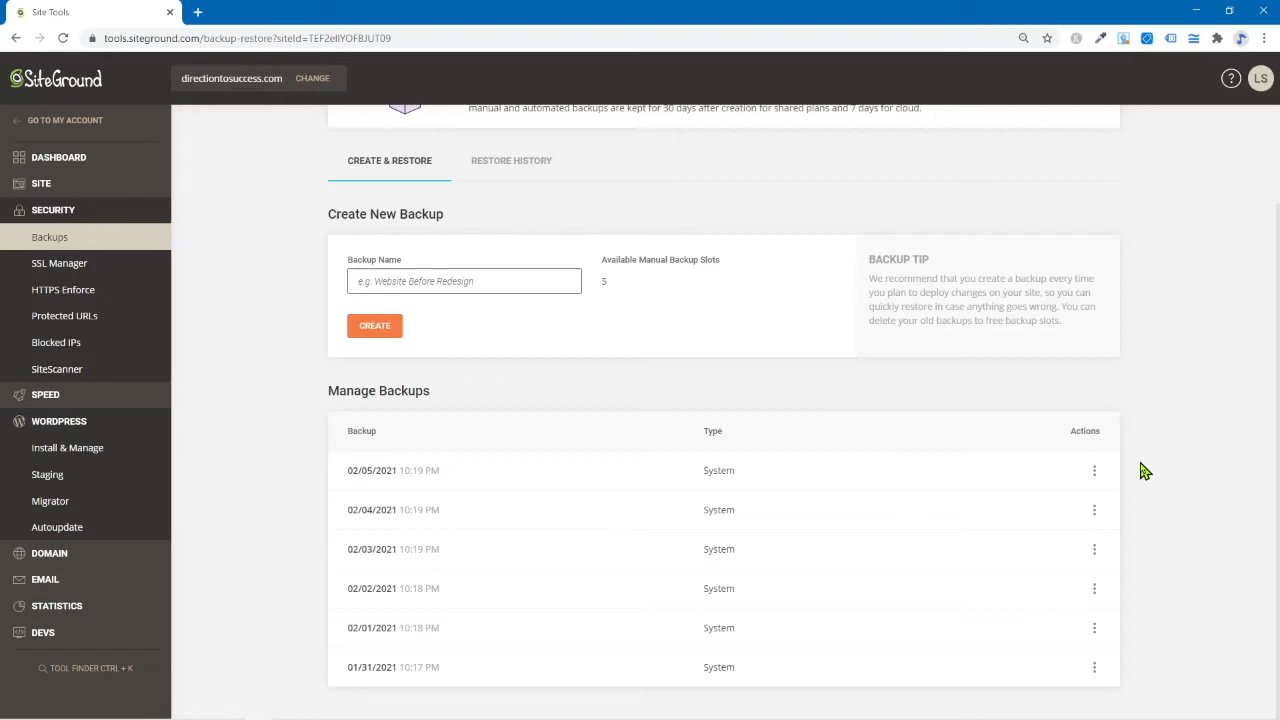 Site Tools
tools.siteground.com/backup-restore?siteId=TEF2ellYOFBJUT09
SiteGround
directiontosuccess.com CHANGE
LS
GO TO MY ACCOUNT
DASHBOARD
SITE
SECURITY
Backups
SSL Manager
HTTPS Enforce
Protected URLs
Blocked IPs
SiteScanner
SPEED
WORDPRESS
Install & Manage
Staging
Migrator
Autoupdate
DOMAIN
EMAIL
STATISTICS
DEVS
TOOL FINDER CTRL + K
manual and automated backups are kept for 30 days after creation for shared plans and 7 days for cloud.
CREATE & RESTORE RESTORE HISTORY
Create New Backup
Backup Name
e.g. Website Before Redesign
CREATE
Available Manual Backup Slots
5
BACKUP TIP
We recommend that you create a backup every time
you plan to deploy changes on your site, so you can
quickly restore in case anything goes wrong. You can
delete your old backups to free backup slots.
Manage Backups
Backup Type Actions
02/05/2021 10:19 PM System
02/04/2021 10:19 PM System
02/03/2021 10:19 PM System
02/02/2021 10:18 PM System
02/01/2021 10:18 PM System
01/31/2021 10:17 PM System